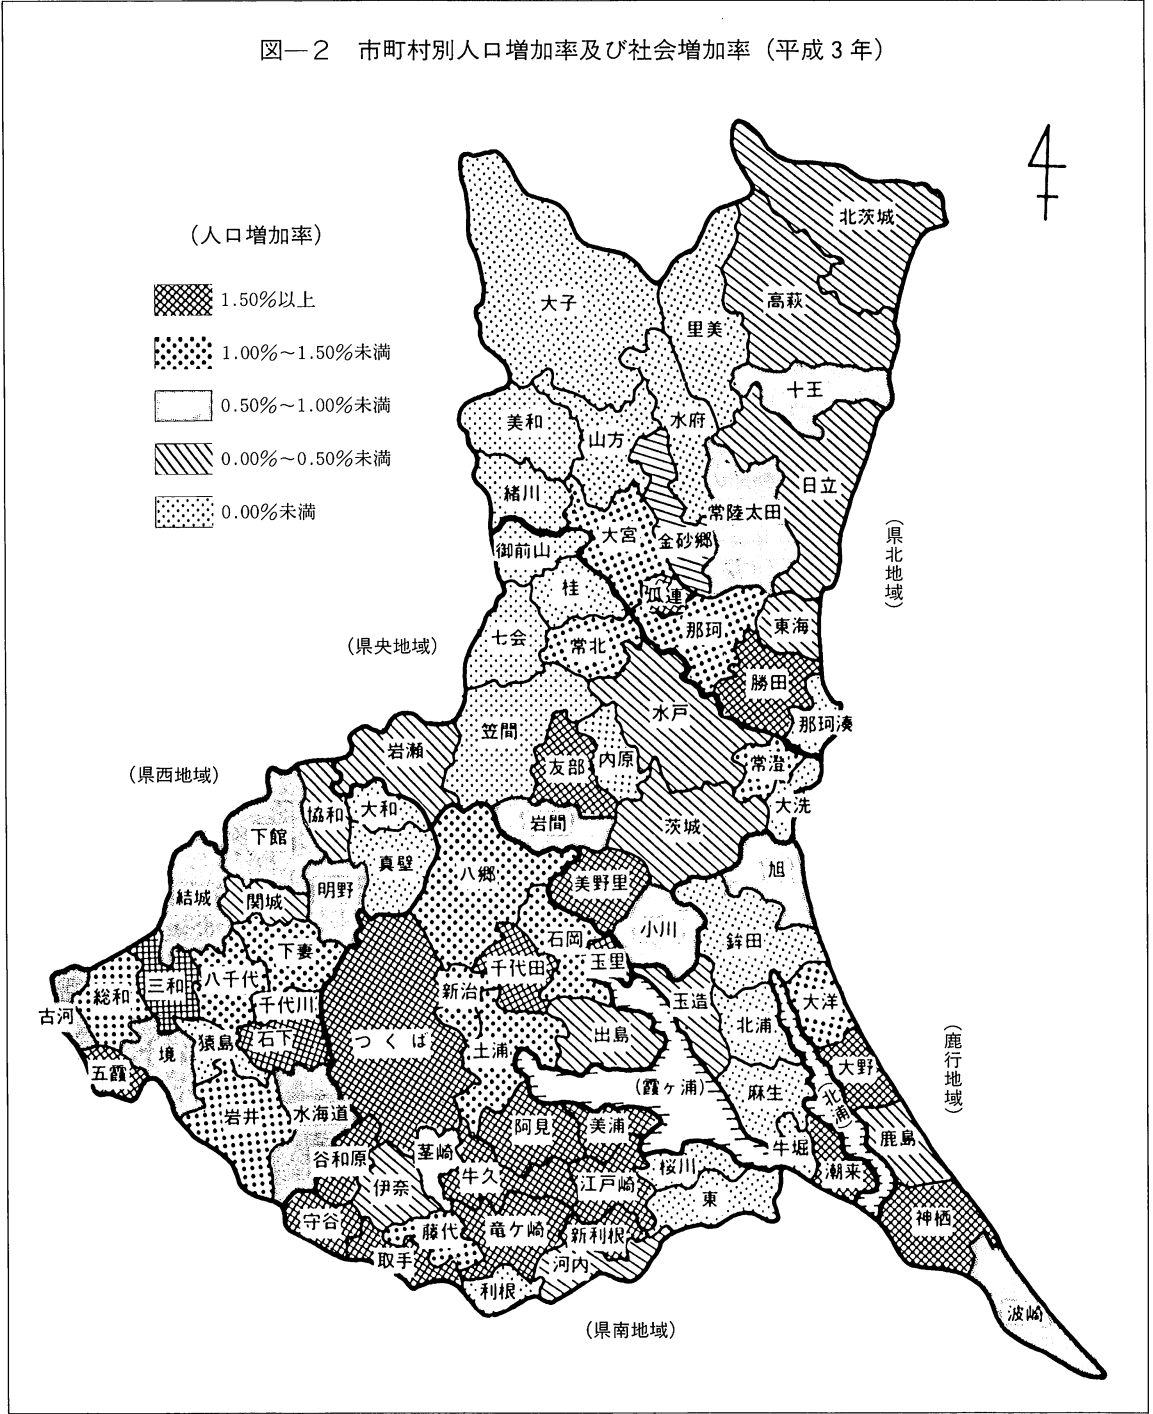 図―2 市町村別人口増加率及び社会増加率(平成3年)
(人口増加率)
1.50%以上
1.00%~1.50%未満
0.50%~1.00%未満
0.00%~0.50%未満
0.00%未満
北茨城
大子
高萩
里美
十王
美和
水府
山方
日立
緒川
常陸太田
大宮
金砂郷
(県北地域)
御前山
桂
瓜連
那珂
東海
七会
常北
(県央地域)
勝田
水戸
那珂湊
笠間
岩瀬
友部
内原
常澄
(県西地域)
協和
大和
大洗
下館
岩間
茨城
真壁
八郷
旭
結城
関城
明野
美野里
小川
石岡
鉾田
下妻
千代田
玉里
三和
八千代
新治
総和
千代川
玉造
大洋
古河
北浦
猿島
石下
つくば
出島
境
土浦
(鹿行地域)
五霞
大野
(霞ヶ浦)
麻生
(北浦)
岩井
水海道
阿見
美浦
鹿島
谷和原
茎崎
牛堀
桜川
潮来
伊奈
牛久
江戸崎
東
守谷
神栖
藤代
竜ケ崎
新利根
取手
河内
利根
波崎
(県南地域)